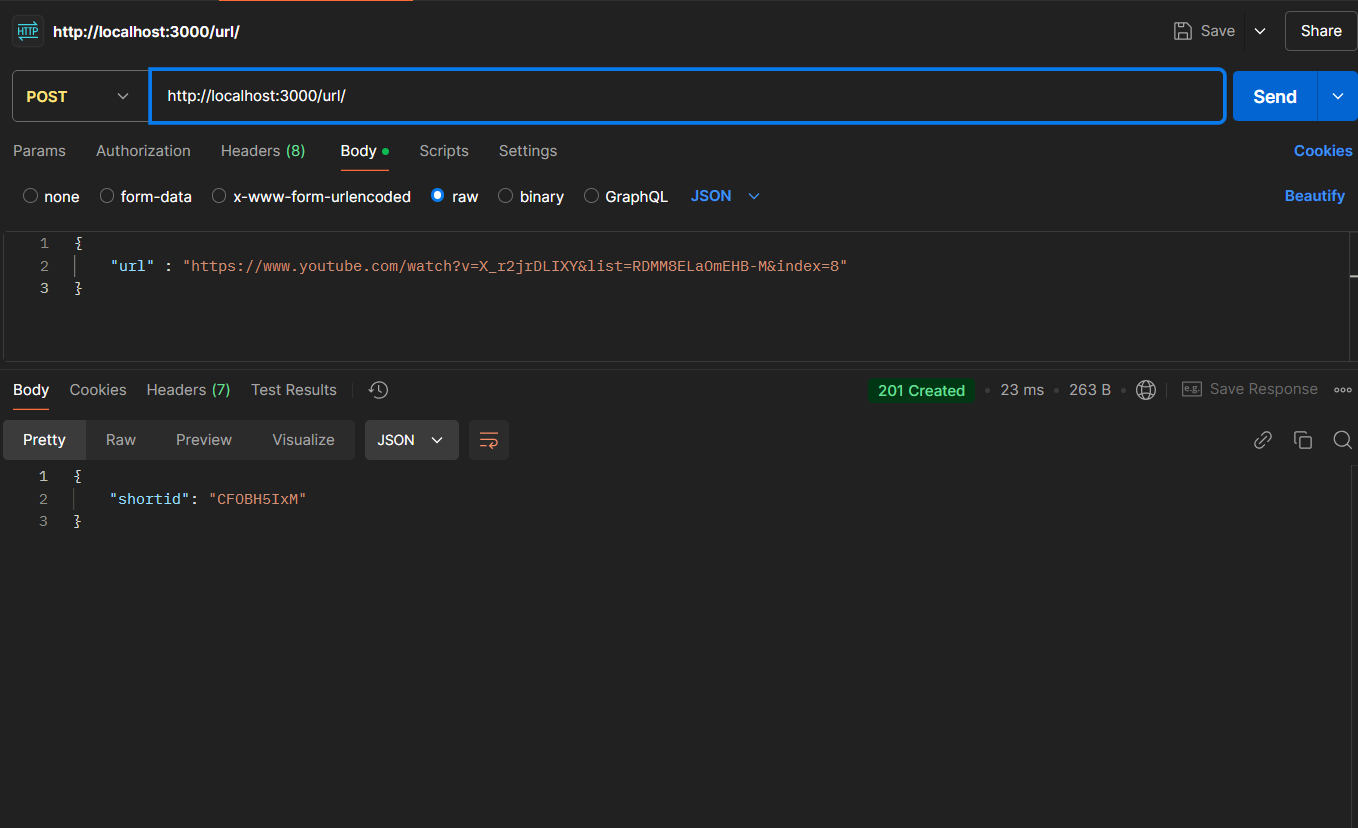 HTTP http://localhost:3000/url/ Save Share
POST http://localhost:3000/url/ Send
Params Authorization Headers (8) Body Scripts Settings Cookies
none form-data x-www-form-urlencoded raw binary GraphQL JSON Beautify
1 {
2 "url" : "https://www.youtube.com/watch?v=X_r2jrDLIXY&list=RDMM8ELaOmEHB-M&index=8"
3 }
Body Cookies Headers (7) Test Results 201 Created 23 ms 263 B e.g. Save Response
Pretty Raw Preview Visualize JSON
1 {
2 "shortid": "CFOBH5IxM"
3 }